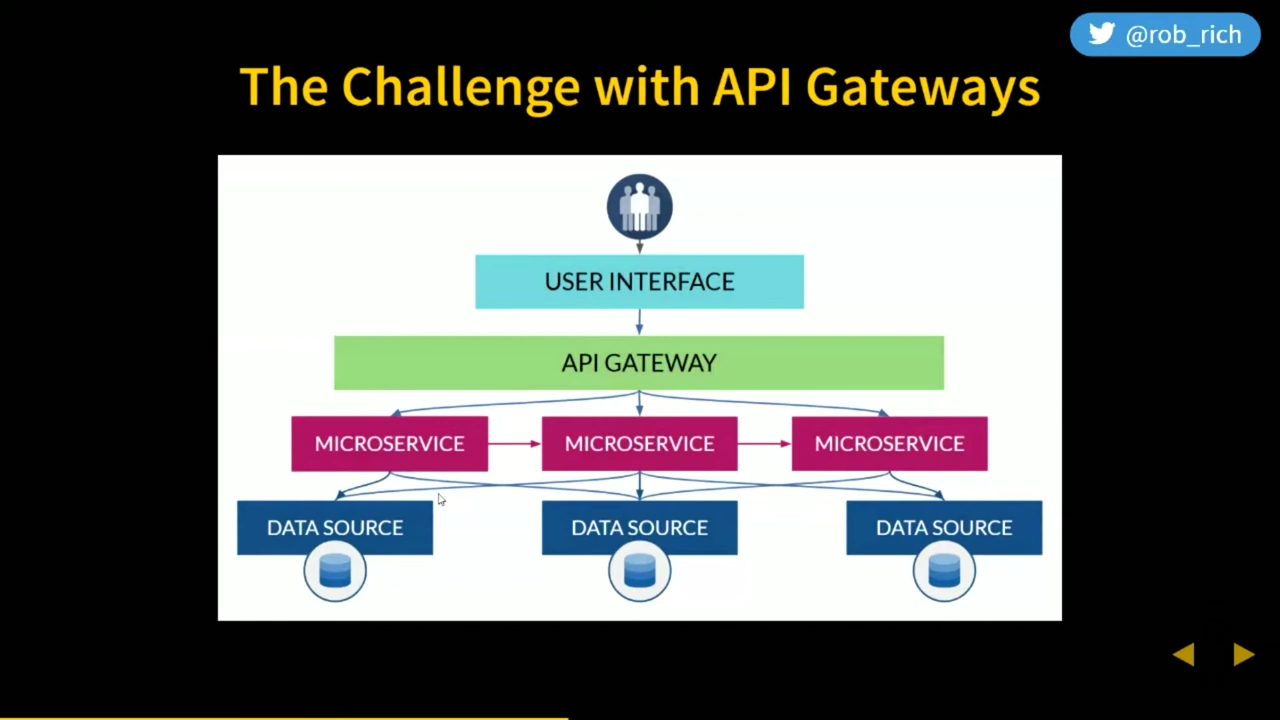 @rob_rich
The Challenge with API Gateways
USER INTERFACE
API GATEWAY
MICROSERVICE
MICROSERVICE
MICROSERVICE
DATA SOURCE
DATA SOURCE
DATA SOURCE